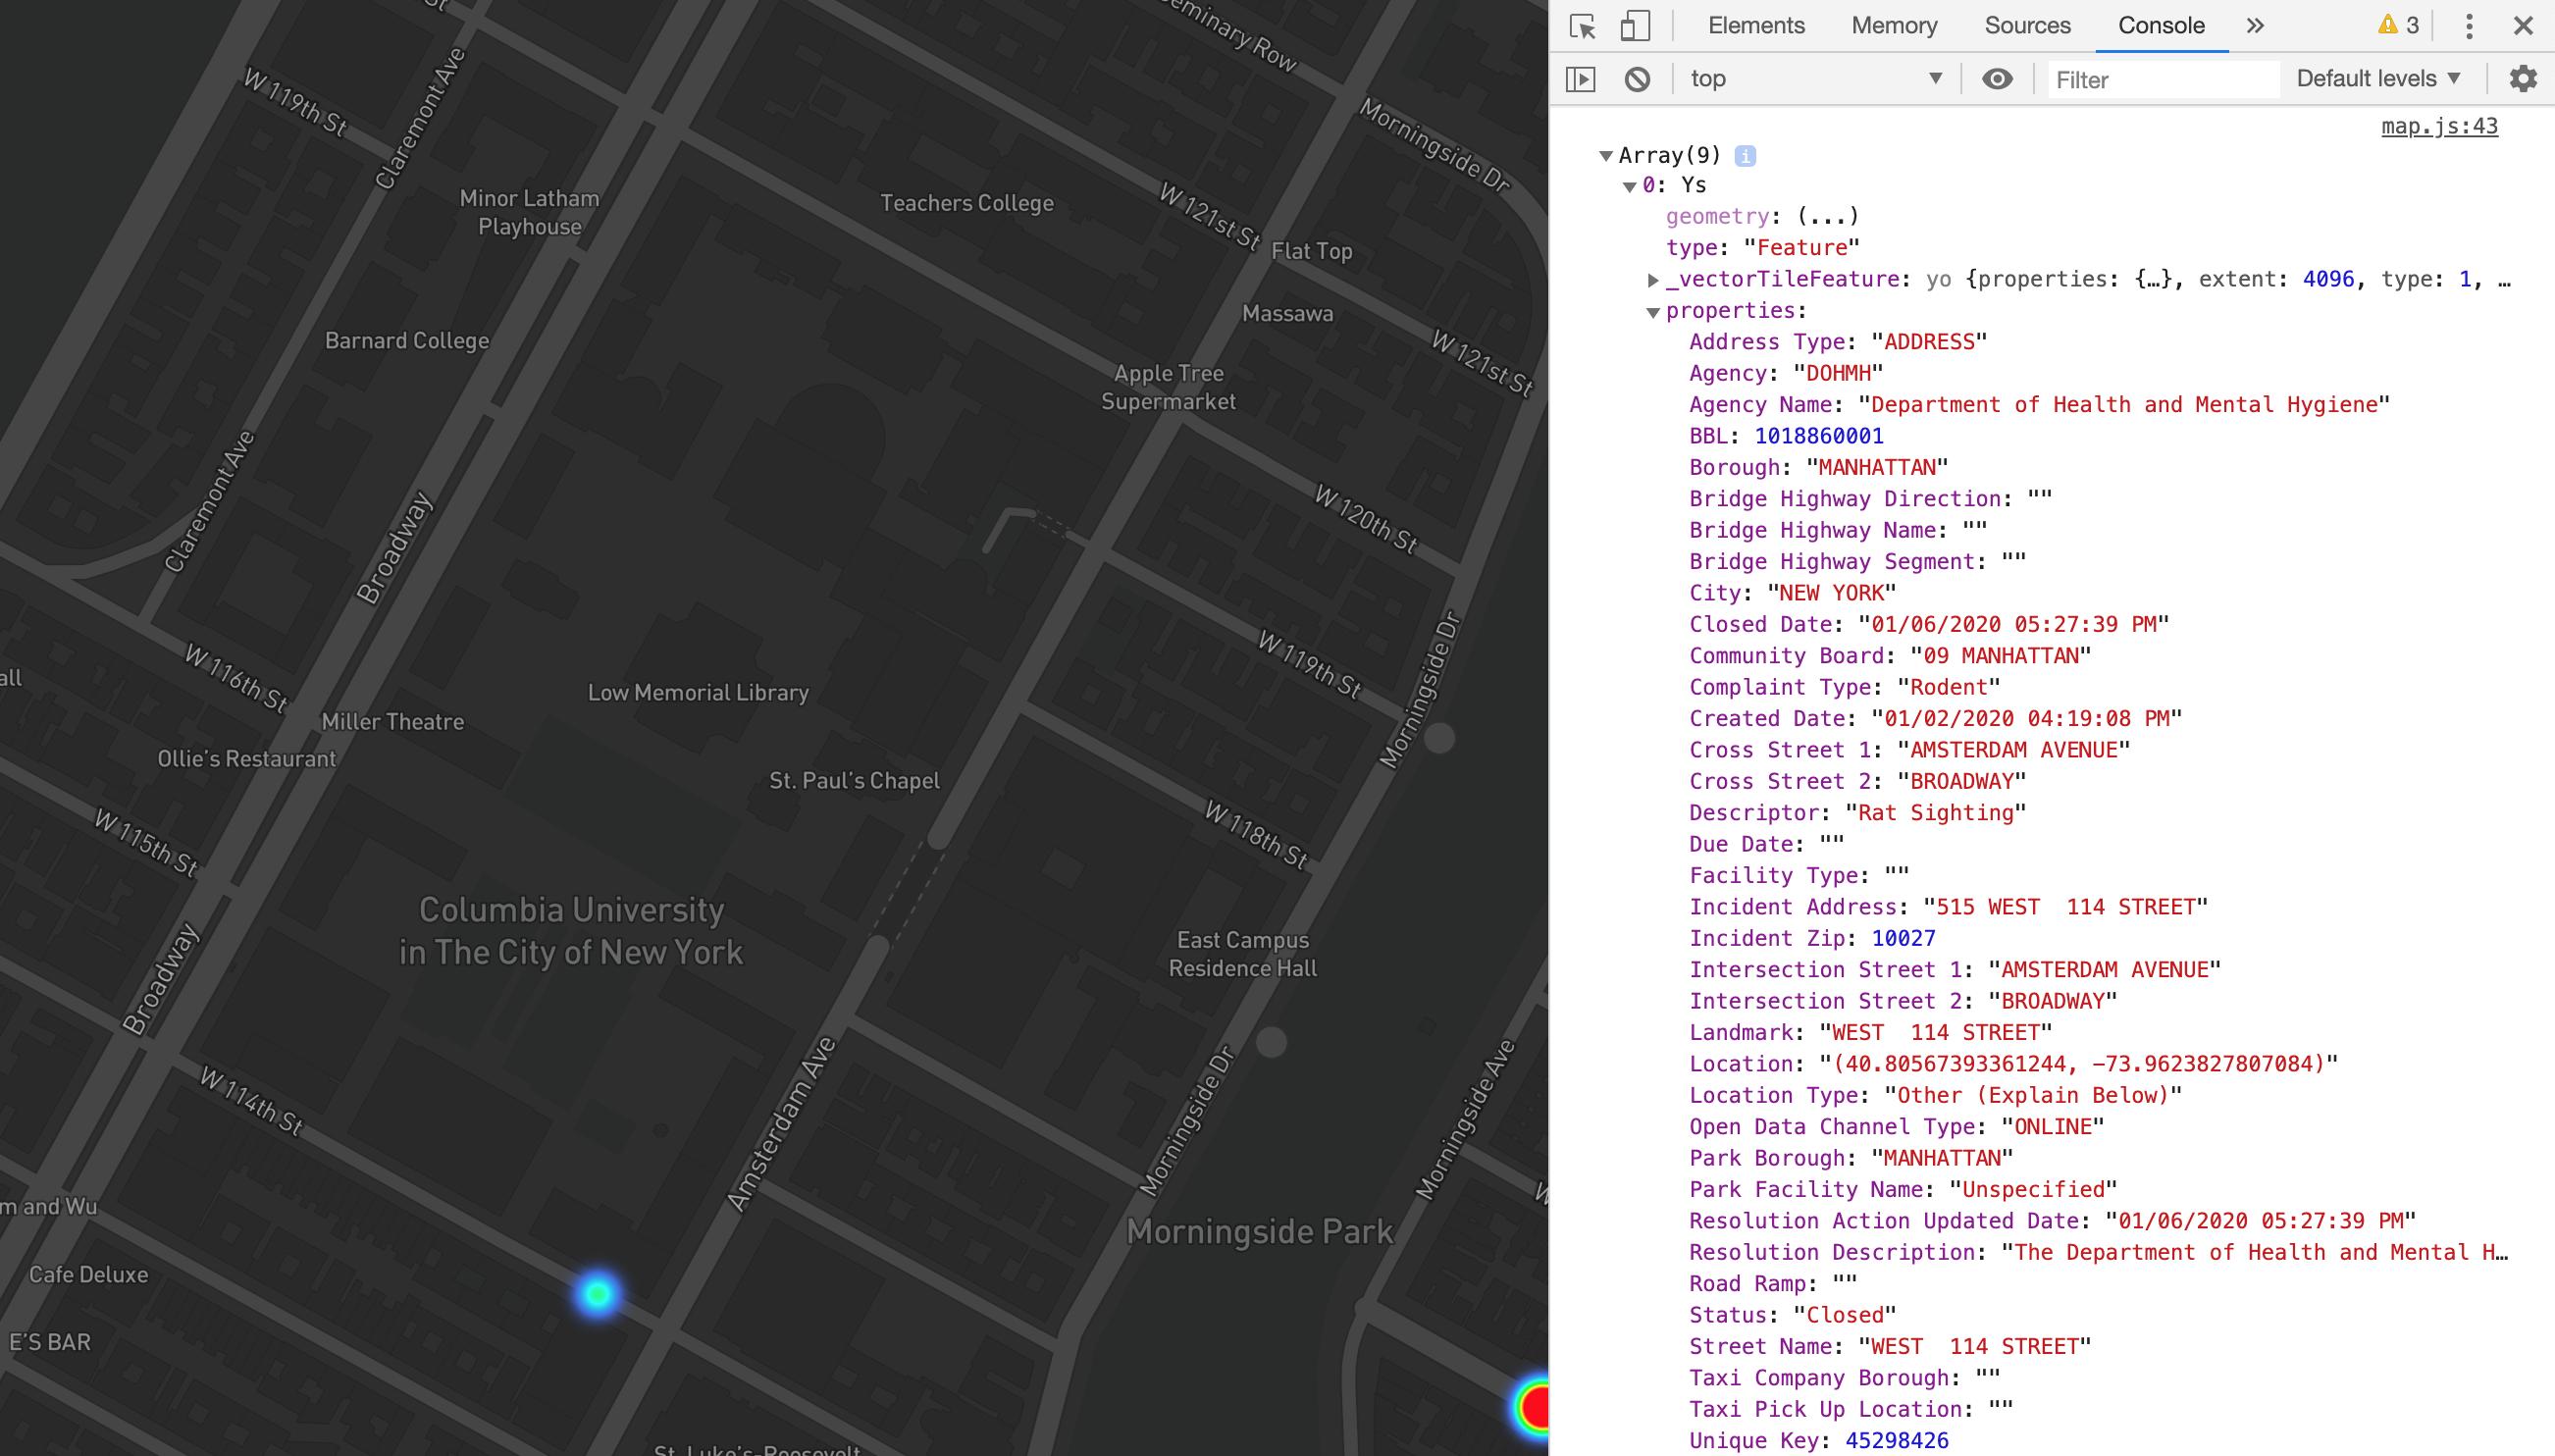 St
Seminary Row
W 119th St
Claremont Ave
Morningside Dr
Minor Latham
Playhouse
Teachers College
W 121st St
Flat Top
Massawa
Barnard College
W 121st St
Apple Tree
Supermarket
Claremont Ave
Broadway
W 120th St
W 116th St
W 119th St
Morningside Dr
all
Low Memorial Library
Miller Theatre
Ollie's Restaurant
St. Paul's Chapel
W 115th St
W 118th St
Columbia University
in The City of New York
East Campus
Residence Hall
Broadway
W 114th St
Amsterdam Ave
Morningside Dr
Morningside Ave
W
m and Wu
Morningside Park
Cafe Deluxe
E'S BAR
St. Luke's-Roosevelt
Elements Memory Sources Console » 3
top Filter Default levels
map.js:43
Array(9) i
0: Ys
geometry: (...)
type: "Feature"
_vectorTileFeature: yo {properties: {…}, extent: 4096, type: 1, …
properties:
Address Type: "ADDRESS"
Agency: "DOHMH"
Agency Name: "Department of Health and Mental Hygiene"
BBL: 1018860001
Borough: "MANHATTAN"
Bridge Highway Direction: ""
Bridge Highway Name: ""
Bridge Highway Segment: ""
City: "NEW YORK"
Closed Date: "01/06/2020 05:27:39 PM"
Community Board: "09 MANHATTAN"
Complaint Type: "Rodent"
Created Date: "01/02/2020 04:19:08 PM"
Cross Street 1: "AMSTERDAM AVENUE"
Cross Street 2: "BROADWAY"
Descriptor: "Rat Sighting"
Due Date: ""
Facility Type: ""
Incident Address: "515 WEST  114 STREET"
Incident Zip: 10027
Intersection Street 1: "AMSTERDAM AVENUE"
Intersection Street 2: "BROADWAY"
Landmark: "WEST  114 STREET"
Location: "(40.80567393361244, -73.9623827807084)"
Location Type: "Other (Explain Below)"
Open Data Channel Type: "ONLINE"
Park Borough: "MANHATTAN"
Park Facility Name: "Unspecified"
Resolution Action Updated Date: "01/06/2020 05:27:39 PM"
Resolution Description: "The Department of Health and Mental H…
Road Ramp: ""
Status: "Closed"
Street Name: "WEST  114 STREET"
Taxi Company Borough: ""
Taxi Pick Up Location: ""
Unique Key: 45298426